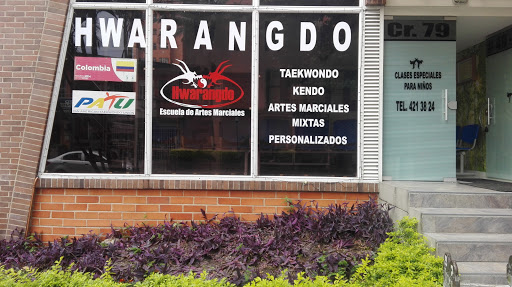 HWARANGDO
Cr. 79
Colombia
PATU
Hwarangdo
Escuela de Artes Marciales
TAEKWONDO
KENDO
ARTES MARCIALES
MIXTAS
PERSONALIZADOS
CLASES ESPECIALES
PARA NIÑOS
TEL. 421 38 24